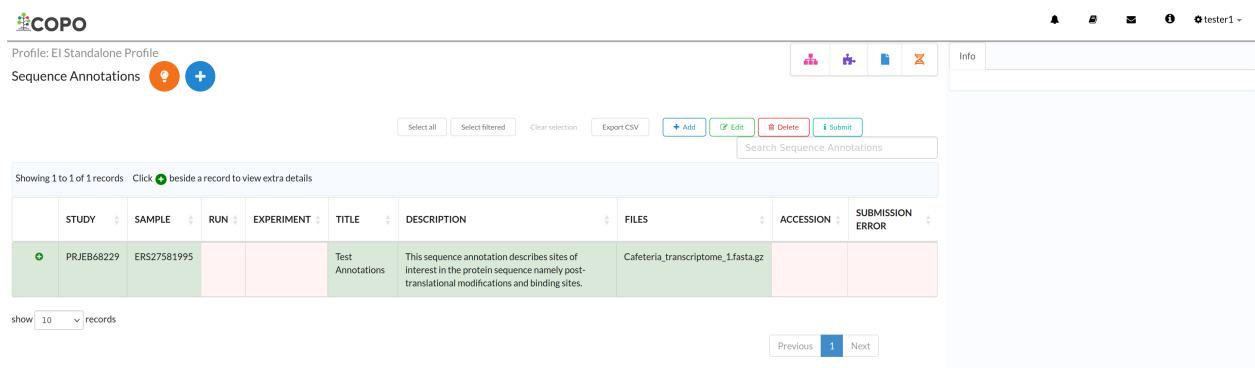 COPO
tester1
Profile: EI Standalone Profile
Info
Sequence Annotations
Select all Select filtered Clear selection Export CSV Add Edit Delete Submit
Search Sequence Annotations
Showing 1 to 1 of 1 records Click beside a record to view extra details
STUDY SAMPLE RUN EXPERIMENT TITLE DESCRIPTION FILES ACCESSION SUBMISSION
ERROR
PRJEB68229 ERS27581995 Test This sequence annotation describes sites of Cafeteria_transcriptome_1.fasta.gz
Annotations interest in the protein sequence namely post-
translational modifications and binding sites.
show 10 records
Previous 1 Next